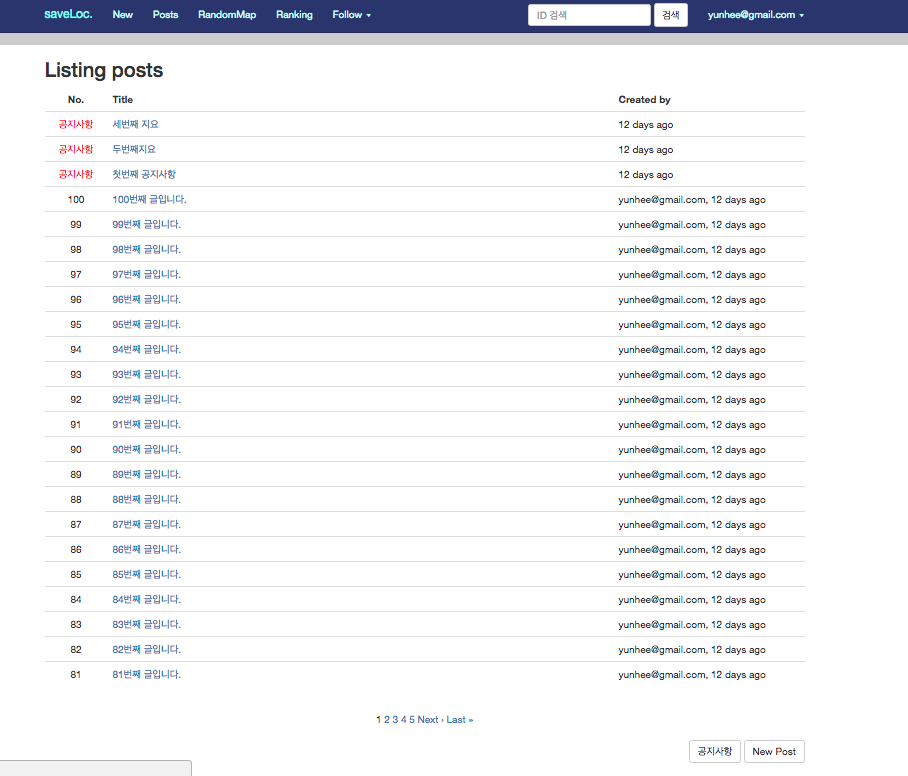 saveLoc. New Posts RandomMap Ranking Follow ID 검색 검색 yunhee@gmail.com
Listing posts
No. Title Created by
공지사항 세번째 지요 12 days ago
공지사항 두번째지요 12 days ago
공지사항 첫번째 공지사항 12 days ago
100 100번째 글입니다. yunhee@gmail.com, 12 days ago
99 99번째 글입니다. yunhee@gmail.com, 12 days ago
98 98번째 글입니다. yunhee@gmail.com, 12 days ago
97 97번째 글입니다. yunhee@gmail.com, 12 days ago
96 96번째 글입니다. yunhee@gmail.com, 12 days ago
95 95번째 글입니다. yunhee@gmail.com, 12 days ago
94 94번째 글입니다. yunhee@gmail.com, 12 days ago
93 93번째 글입니다. yunhee@gmail.com, 12 days ago
92 92번째 글입니다. yunhee@gmail.com, 12 days ago
91 91번째 글입니다. yunhee@gmail.com, 12 days ago
90 90번째 글입니다. yunhee@gmail.com, 12 days ago
89 89번째 글입니다. yunhee@gmail.com, 12 days ago
88 88번째 글입니다. yunhee@gmail.com, 12 days ago
87 87번째 글입니다. yunhee@gmail.com, 12 days ago
86 86번째 글입니다. yunhee@gmail.com, 12 days ago
85 85번째 글입니다. yunhee@gmail.com, 12 days ago
84 84번째 글입니다. yunhee@gmail.com, 12 days ago
83 83번째 글입니다. yunhee@gmail.com, 12 days ago
82 82번째 글입니다. yunhee@gmail.com, 12 days ago
81 81번째 글입니다. yunhee@gmail.com, 12 days ago
1 2 3 4 5 Next › Last »
공지사항 New Post